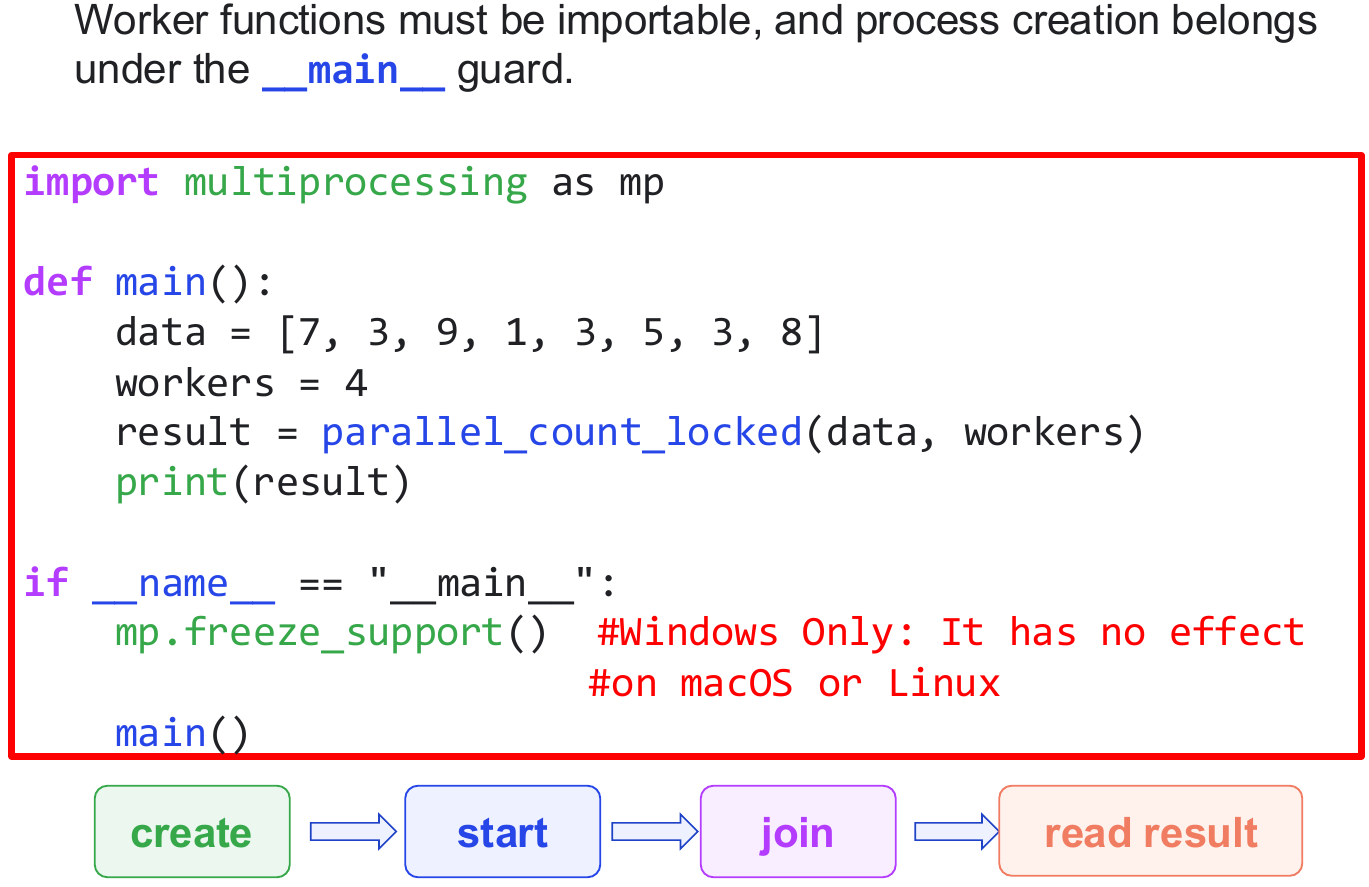 Worker functions must be importable, and process creation belongs
under the __main__ guard.
import multiprocessing as mp
def main():
    data = [7, 3, 9, 1, 3, 5, 3, 8]
    workers = 4
    result = parallel_count_locked(data, workers)
    print(result)
if __name__ == "__main__":
    mp.freeze_support()  #Windows Only: It has no effect
                         #on macOS or Linux
    main()
create
start
join
read result